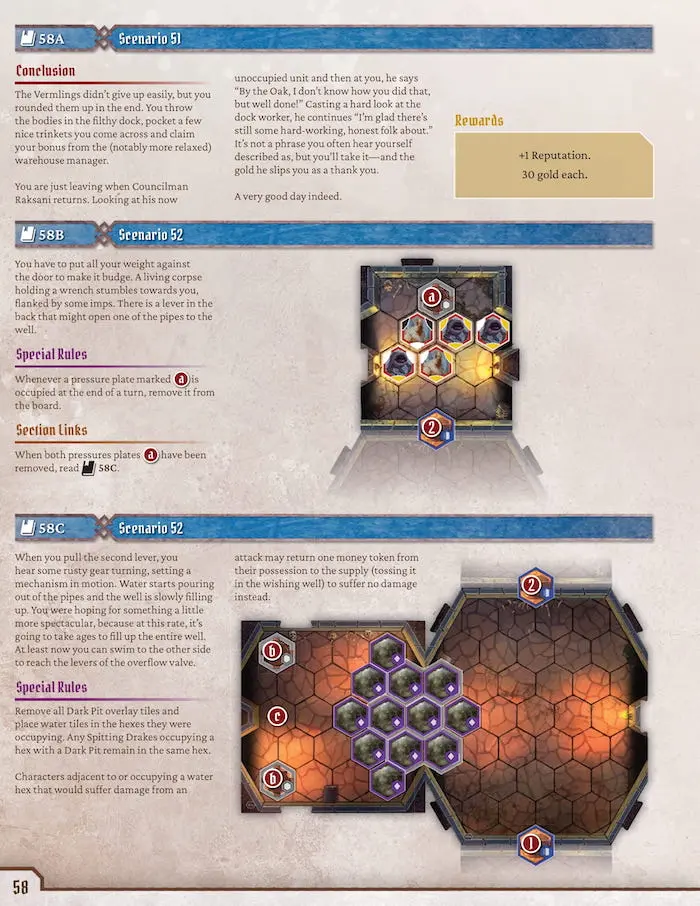 58A
Scenario 51
Conclusion
The Vermlings didn't give up easily, but you
rounded them up in the end. You throw
the bodies in the filthy dock, pocket a few
nice trinkets you come across and claim
your bonus from the (notably more relaxed)
warehouse manager.
You are just leaving when Councilman
Raksani returns. Looking at his now
unoccupied unit and then at you, he says
“By the Oak, I don't know how you did that,
but well done!” Casting a hard look at the
dock worker, he continues “I'm glad there's
still some hard-working, honest folk about.”
It's not a phrase you often hear yourself
described as, but you'll take it—and the
gold he slips you as a thank you.
A very good day indeed.
Rewards
+1 Reputation.
30 gold each.
58B
Scenario 52
You have to put all your weight against
the door to make it budge. A living corpse
holding a wrench stumbles towards you,
flanked by some imps. There is a lever in the
back that might open one of the pipes to the
well.
Special Rules
Whenever a pressure plate marked a is
occupied at the end of a turn, remove it from
the board.
Section Links
When both pressures plates a have been
removed, read 58C.
a
2
58C
Scenario 52
When you pull the second lever, you
hear some rusty gear turning, setting a
mechanism in motion. Water starts pouring
out of the pipes and the well is slowly filling
up. You were hoping for something a little
more spectacular, because at this rate, it's
going to take ages to fill up the entire well.
At least now you can swim to the other side
to reach the levers of the overflow valve.
Special Rules
Remove all Dark Pit overlay tiles and
place water tiles in the hexes they were
occupying. Any Spitting Drakes occupying a
hex with a Dark Pit remain in the same hex.
Characters adjacent to or occupying a water
hex that would suffer damage from an
attack may return one money token from
their possession to the supply (tossing it
in the wishing well) to suffer no damage
instead.
2
b
c
b
1
58